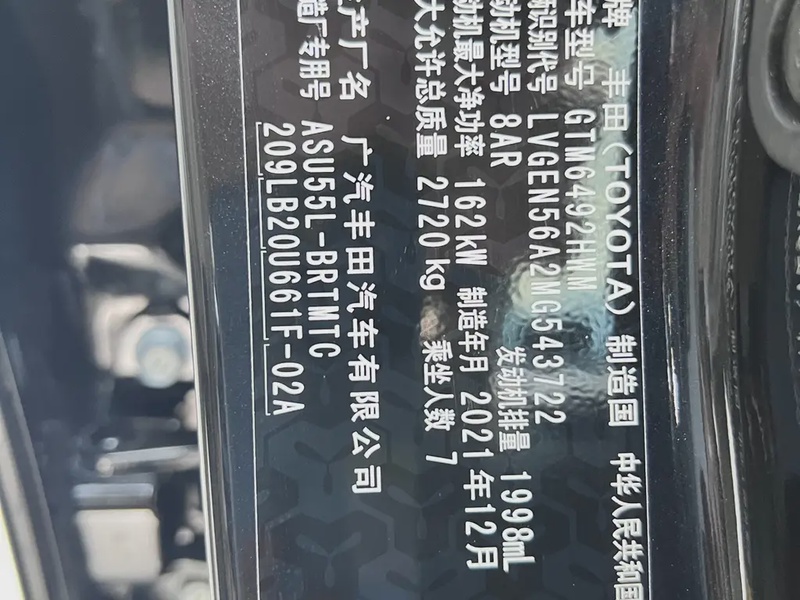 牌 丰田(TOYOTA) 制造国 中华人民共和国
车型号 GTM6492HWM
辆识别代号 LVGEN56A2MG543722
动机型号 8AR 发动机排量 1998mL
动机最大净功率 162kW 制造年月 2021年12月
大允许总质量 2720kg 乘坐人数 7
产厂名 广汽丰田汽车有限公司
造厂专用号 ASU55L-BRTMTC
209LB20U661F-02A